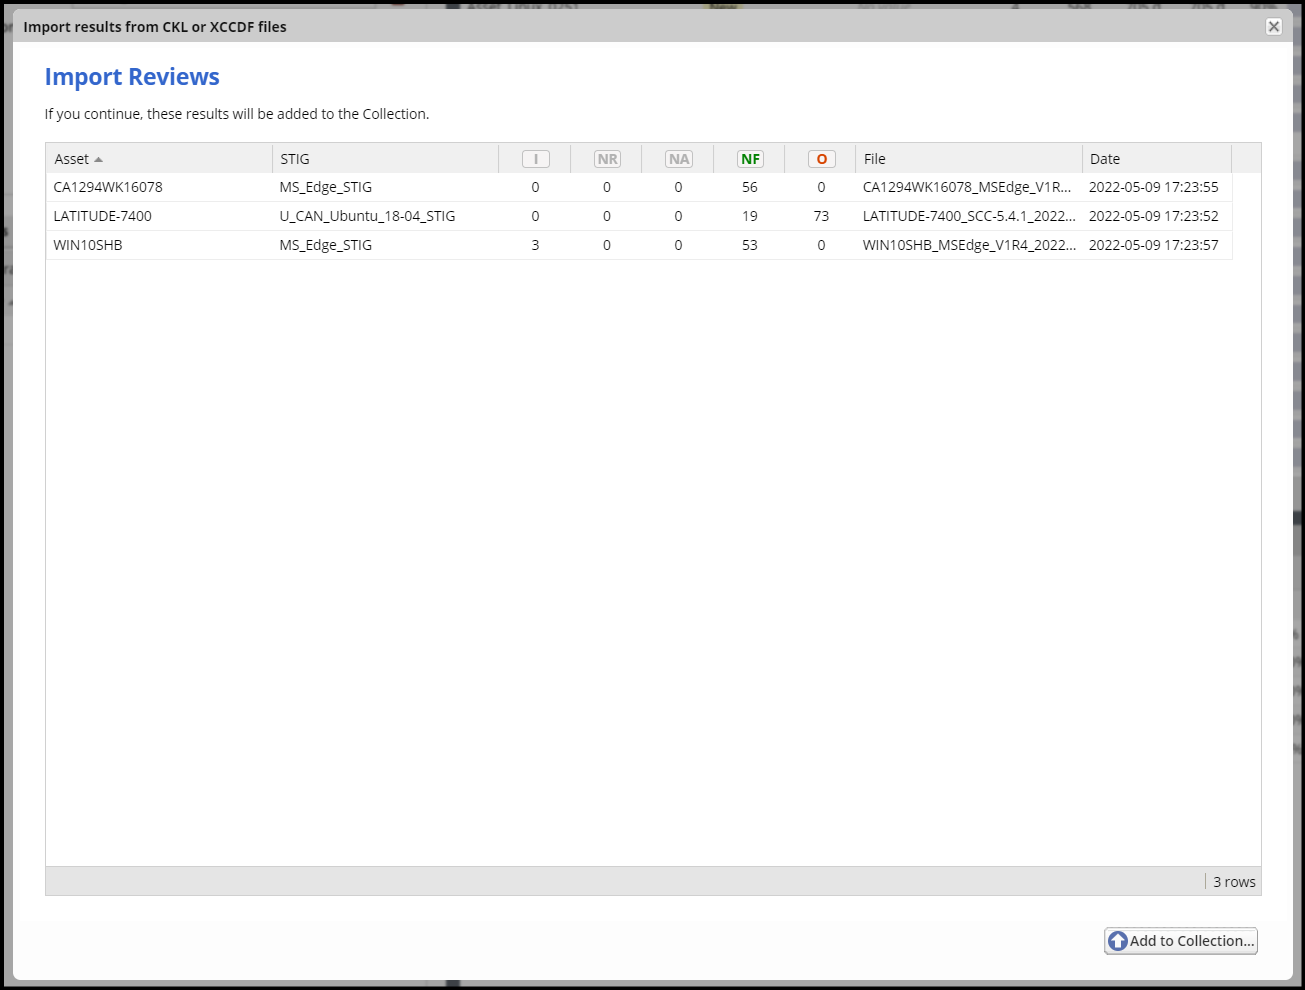 Import results from CKL or XCCDF files
Import Reviews
If you continue, these results will be added to the Collection.
Asset STIG I NR NA NF O File Date
CA1294WK16078 MS_Edge_STIG 0 0 0 56 0 CA1294WK16078_MSEdge_V1R... 2022-05-09 17:23:55
LATITUDE-7400 U_CAN_Ubuntu_18-04_STIG 0 0 0 19 73 LATITUDE-7400_SCC-5.4.1_2022... 2022-05-09 17:23:52
WIN10SHB MS_Edge_STIG 3 0 0 53 0 WIN10SHB_MSEdge_V1R4_2022... 2022-05-09 17:23:57
3 rows
Add to Collection...